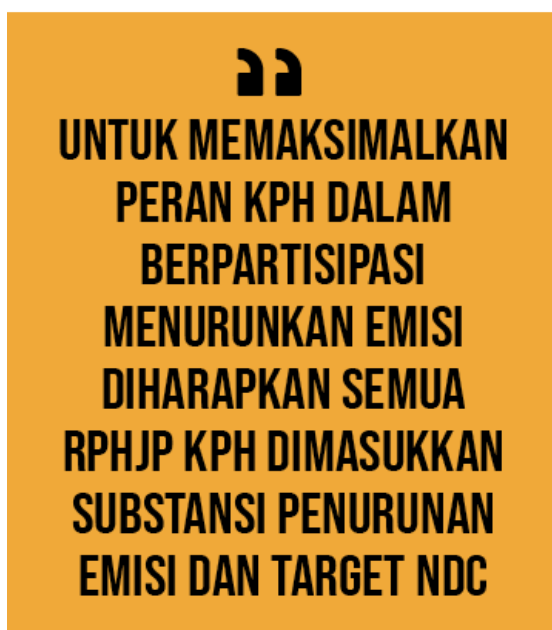 "
UNTUK MEMAKSIMALKAN
PERAN KPH DALAM
BERPARTISIPASI
MENURUNKAN EMISI
DIHARAPKAN SEMUA
RPHJP KPH DIMASUKKAN
SUBSTANSI PENURUNAN
EMISI DAN TARGET NDC